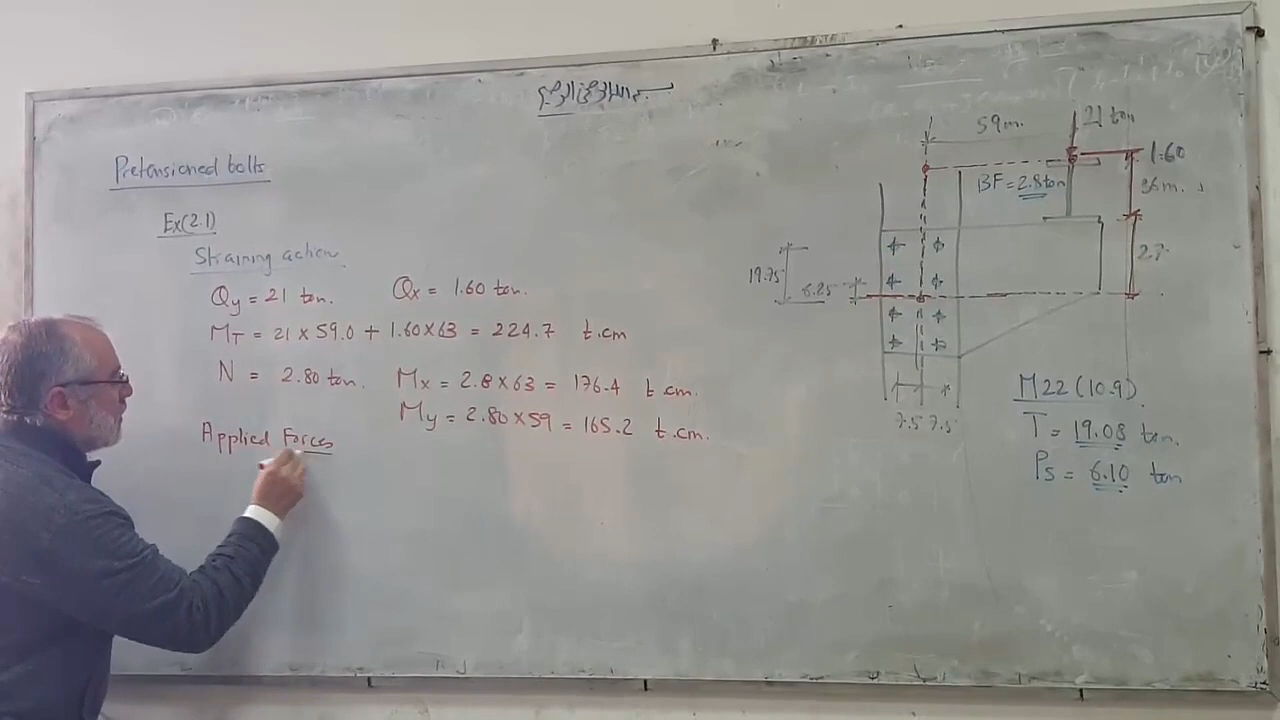 Pretensioned bolts
Ex(2.1)
Straining action
Qy = 21 ton. Qx = 1.60 ton.
MT = 21 × 59.0 + 1.60×63 = 224.7 t.cm
N = 2.80 ton. Mx = 2.8×63 = 176.4 t cm.
My = 2.80×59 = 165.2 t.cm.
Applied Forces
59m.
21 ton
1.60
BF = 2.8 ton
19.75
6.25
7.5 7.5
M22 (10.9)
T = 19.08 ton.
Ps = 6.10 ton